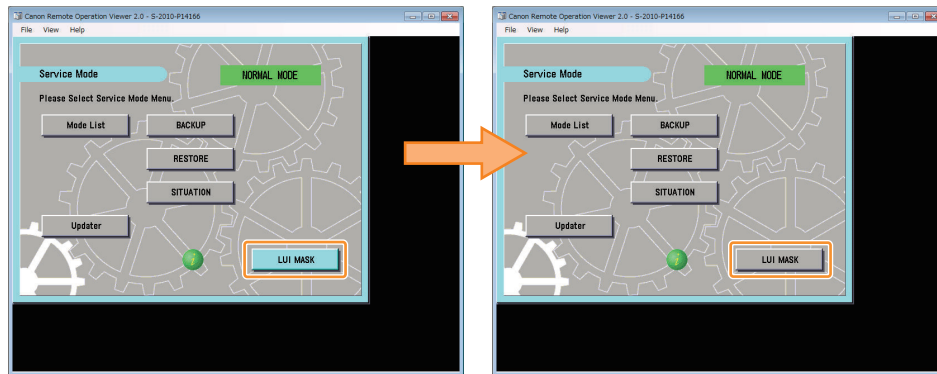 Canon Remote Operation Viewer 2.0 - S-2010-P14166
File View Help
Service Mode
NORMAL MODE
Please Select Service Mode Menu.
Mode List
BACKUP
RESTORE
SITUATION
Updater
i
LUI MASK
Canon Remote Operation Viewer 2.0 - S-2010-P14166
File View Help
Service Mode
NORMAL MODE
Please Select Service Mode Menu.
Mode List
BACKUP
RESTORE
SITUATION
Updater
i
LUI MASK